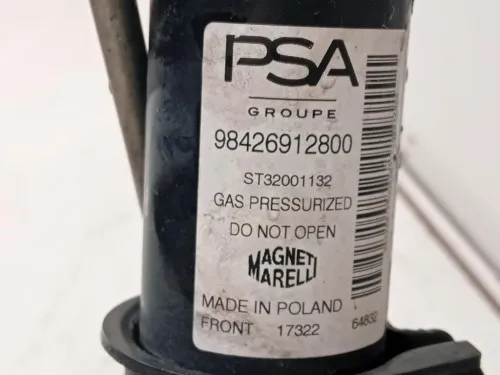 PSA
GROUPE
98426912800
ST32001132
GAS PRESSURIZED
DO NOT OPEN
MAGNETI
MARELLI
MADE IN POLAND
FRONT 17322 64832